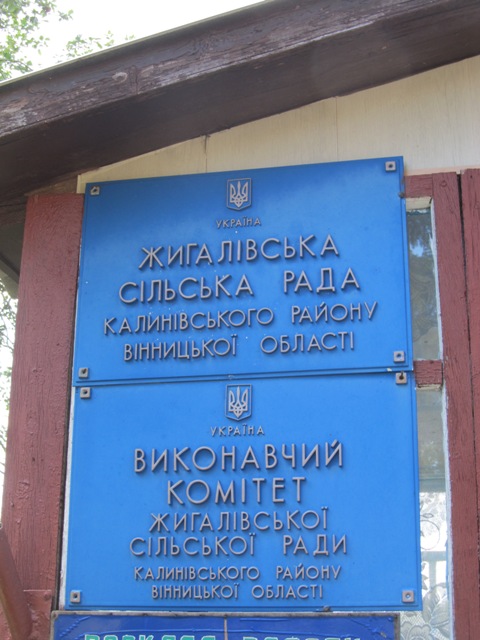 УКРАЇНА
ЖИГАЛІВСЬКА
СІЛЬСЬКА РАДА
КАЛИНІВСЬКОГО РАЙОНУ
ВІННИЦЬКОЇ ОБЛАСТІ
УКРАЇНА
ВИКОНАВЧИЙ
КОМІТЕТ
ЖИГАЛІВСЬКОЇ
СІЛЬСЬКОЇ РАДИ
КАЛИНІВСЬКОГО РАЙОНУ
ВІННИЦЬКОЇ ОБЛАСТІ